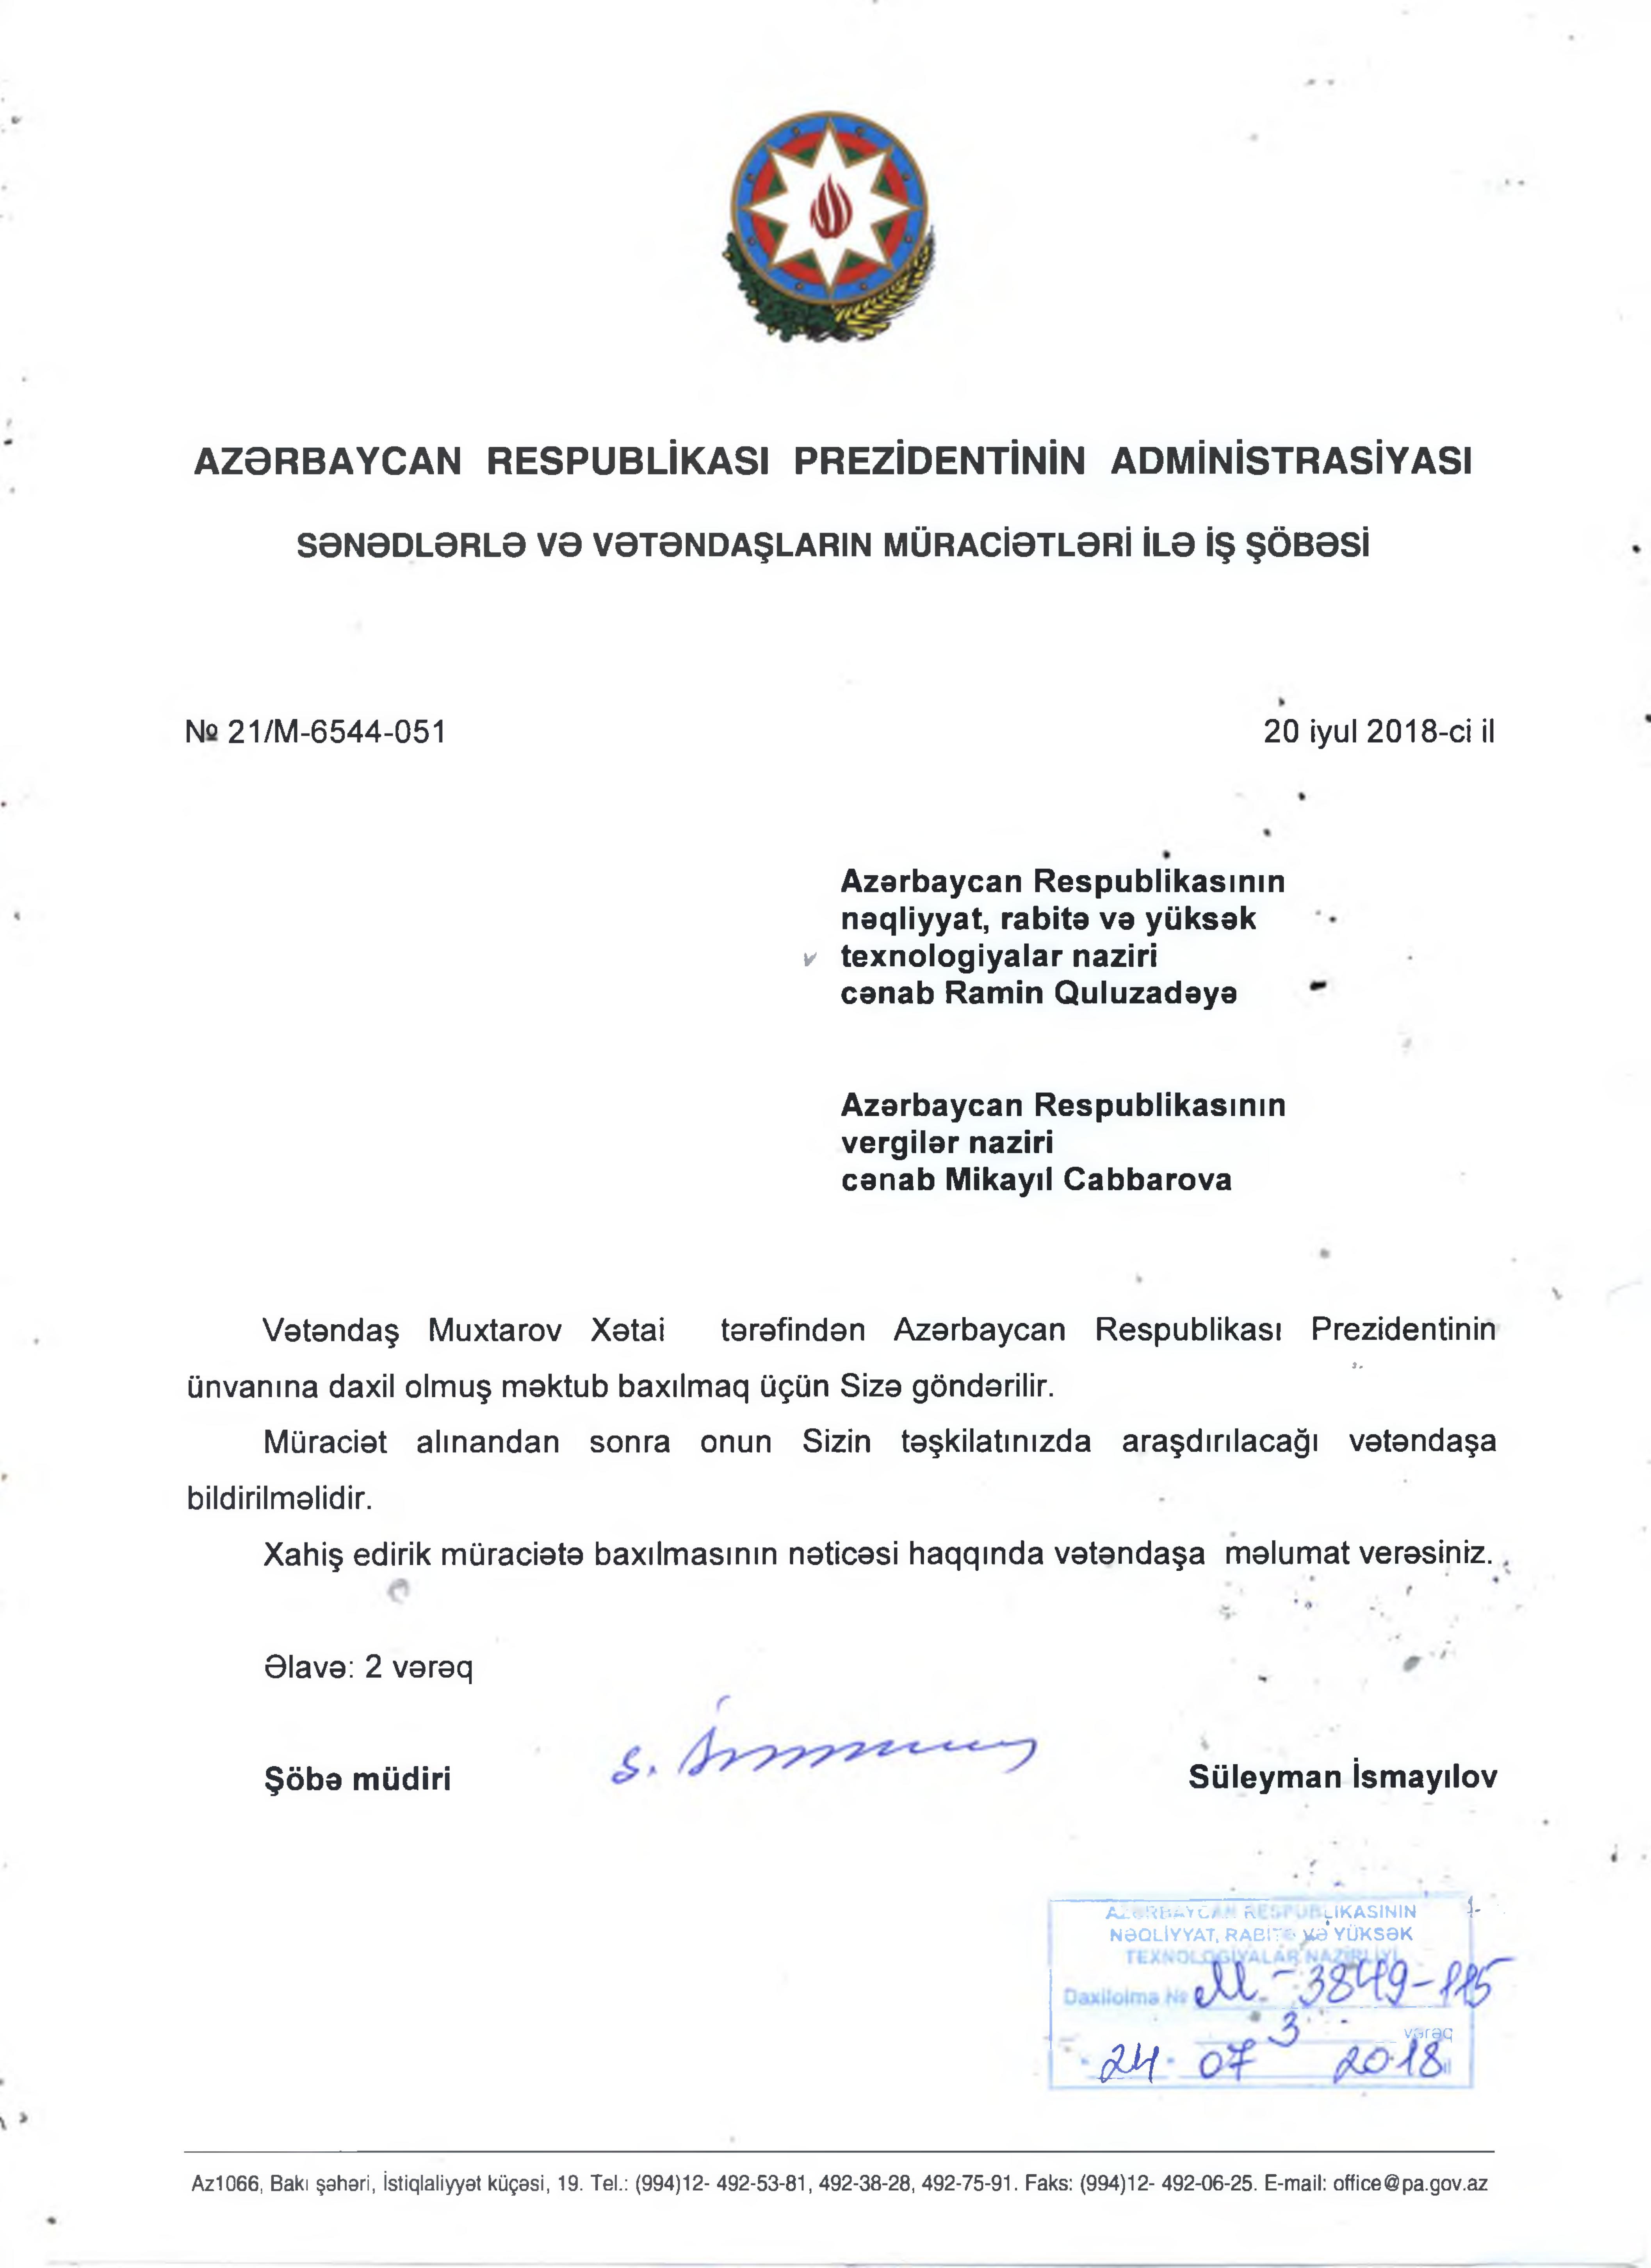 AZƏRBAYCAN RESPUBLİKASI PREZİDENTİNİN ADMİNİSTRASİYASI
SƏNƏDLƏRLƏ VƏ VƏTƏNDAŞLARIN MÜRACİƏTLƏRİ İLƏ İŞ ŞÖBƏSİ
№ 21/M-6544-051 20 iyul 2018-ci il
Azərbaycan Respublikasının
nəqliyyat, rabitə və yüksək
texnologiyalar naziri
cənab Ramin Quluzadəyə
Azərbaycan Respublikasının
vergilər naziri
cənab Mikayıl Cabbarova
Vətəndaş Muxtarov Xətai tərəfindən Azərbaycan Respublikası Prezidentinin
ünvanına daxil olmuş məktub baxılmaq üçün Sizə göndərilir.
Müraciət alınandan sonra onun Sizin təşkilatınızda araşdırılacağı vətəndaşa
bildirilməlidir.
Xahiş edirik müraciətə baxılmasının nəticəsi haqqında vətəndaşa məlumat verəsiniz.
Əlavə: 2 vərəq
Şöbə müdiri Süleyman İsmayılov
AZƏRBAYCAN RESPUBLİKASININ
NƏQLİYYAT, RABİTƏ VƏ YÜKSƏK
TEXNOLOGİYALAR NAZİRLİYİ
Daxilolma № M-3849-115
3 vərəq
24 07 2018 il
Az1066, Bakı şəhəri, İstiqlaliyyət küçəsi, 19. Tel.: (994)12- 492-53-81, 492-38-28, 492-75-91. Faks: (994)12- 492-06-25. E-mail: office@pa.gov.az